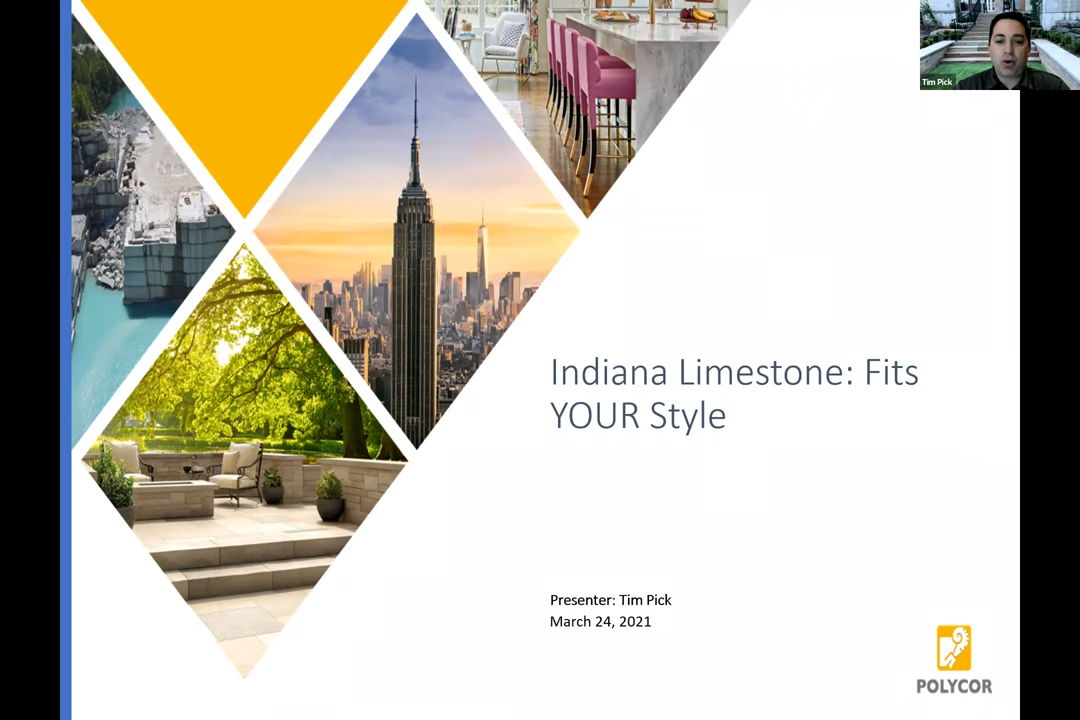 Tim Pick
Indiana Limestone: Fits
YOUR Style
Presenter: Tim Pick
March 24, 2021
POLYCOR